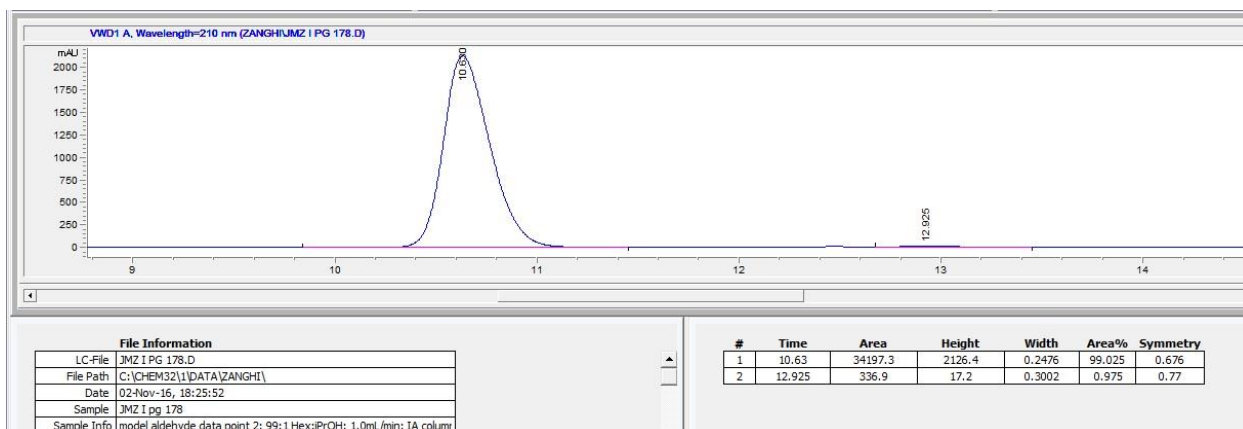 VWD1 A, Wavelength=210 nm (ZANGHI\JMZ I PG 178.D)
mAU
2000
1750
1500
1250
1000
750
500
250
0
10.630
12.925
9 10 11 12 13 14
File Information
LC-File JMZ I PG 178.D
File Path C:\CHEM32\1\DATA\ZANGHI\
Date 02-Nov-16, 18:25:52
Sample JMZ I pg 178
Sample Info model aldehyde data point 2; 99:1 Hex:iPrOH; 1.0mL/min; IA column
# Time Area Height Width Area% Symmetry
1 10.63 34197.3 2126.4 0.2476 99.025 0.676
2 12.925 336.9 17.2 0.3002 0.975 0.77